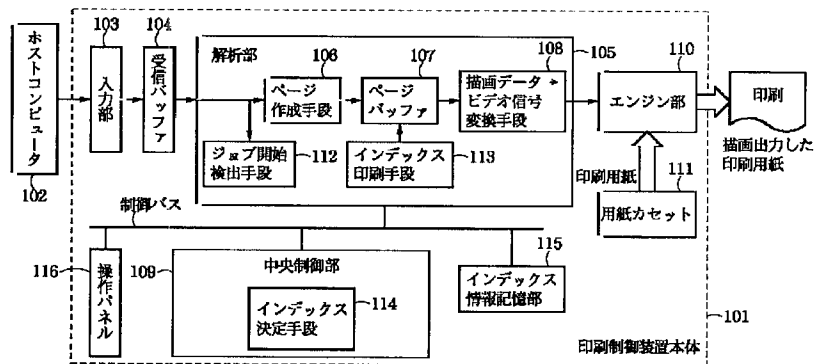 ホストコンピュータ
102
103
入力部
104
受信バッファ
解析部
105
106
ページ
作成手段
107
ページ
バッファ
108
描画データ→
ビデオ信号
変換手段
ジョブ開始
検出手段
112
インデックス
印刷手段
113
110
エンジン部
印刷
描画出力した
印刷用紙
印刷用紙
111
用紙カセット
制御バス
116
操作パネル
109
中央制御部
インデックス
決定手段
114
115
インデックス
情報記憶部
101
印刷制御装置本体